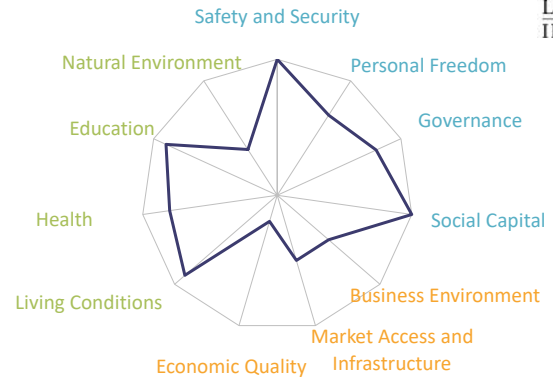 Safety and Security
Natural Environment
Personal Freedom
Education
Governance
Health
Social Capital
Living Conditions
Business Environment
Market Access and
Infrastructure
Economic Quality